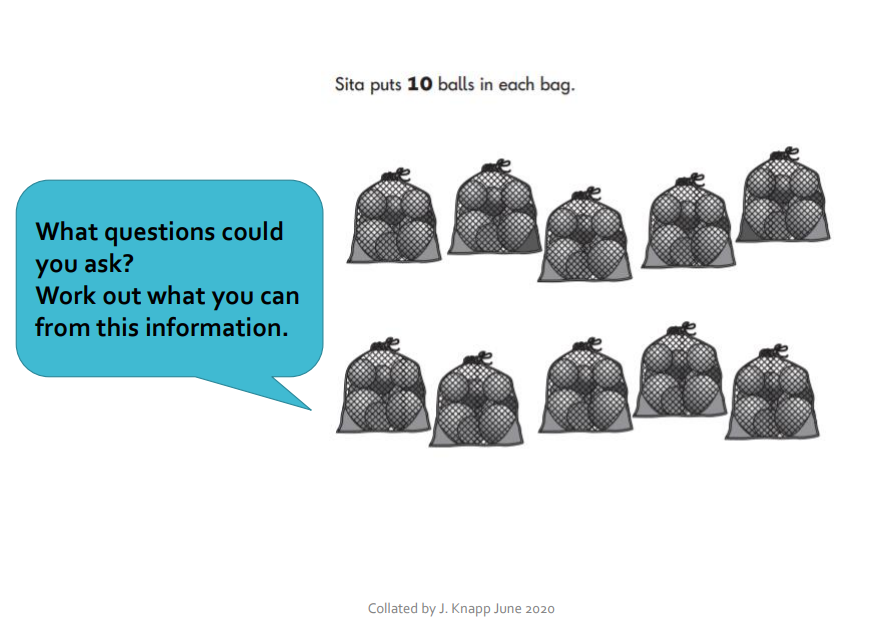 Sita puts 10 balls in each bag.
What questions could
you ask?
Work out what you can
from this information.
Collated by J. Knapp June 2020